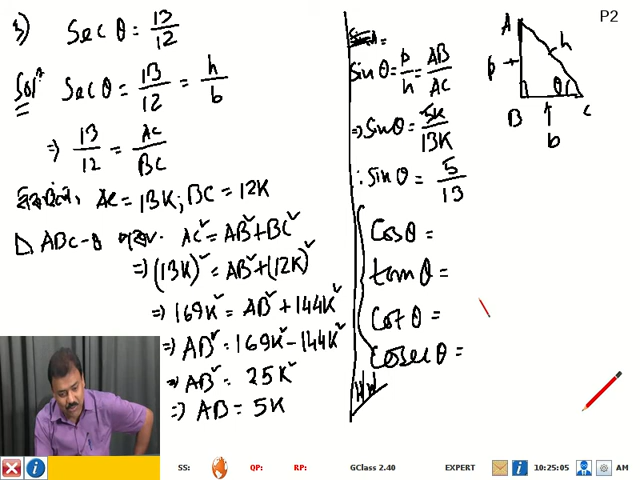 P2
3) Sec θ = 13/12
Solⁿ Sec θ = 13/12 = h/b
⇒ 13/12 = AC/BC
AC = 13K; BC = 12K
△ ABC-এ AC² = AB² + BC²
⇒ (13K)² = AB² + (12K)²
⇒ 169K² = AB² + 144K²
⇒ AB² = 169K² - 144K²
⇒ AB² = 25K²
⇒ AB = 5K
Sin θ = p/h = AB/AC
⇒ Sin θ = 5K/13K
∴ Sin θ = 5/13
Cos θ =
tan θ =
Cot θ =
Cosec θ =
HW
A
p
h
θ
B
C
b
SS:
QP:
RP:
GClass 2.40
EXPERT
10:25:05
AM